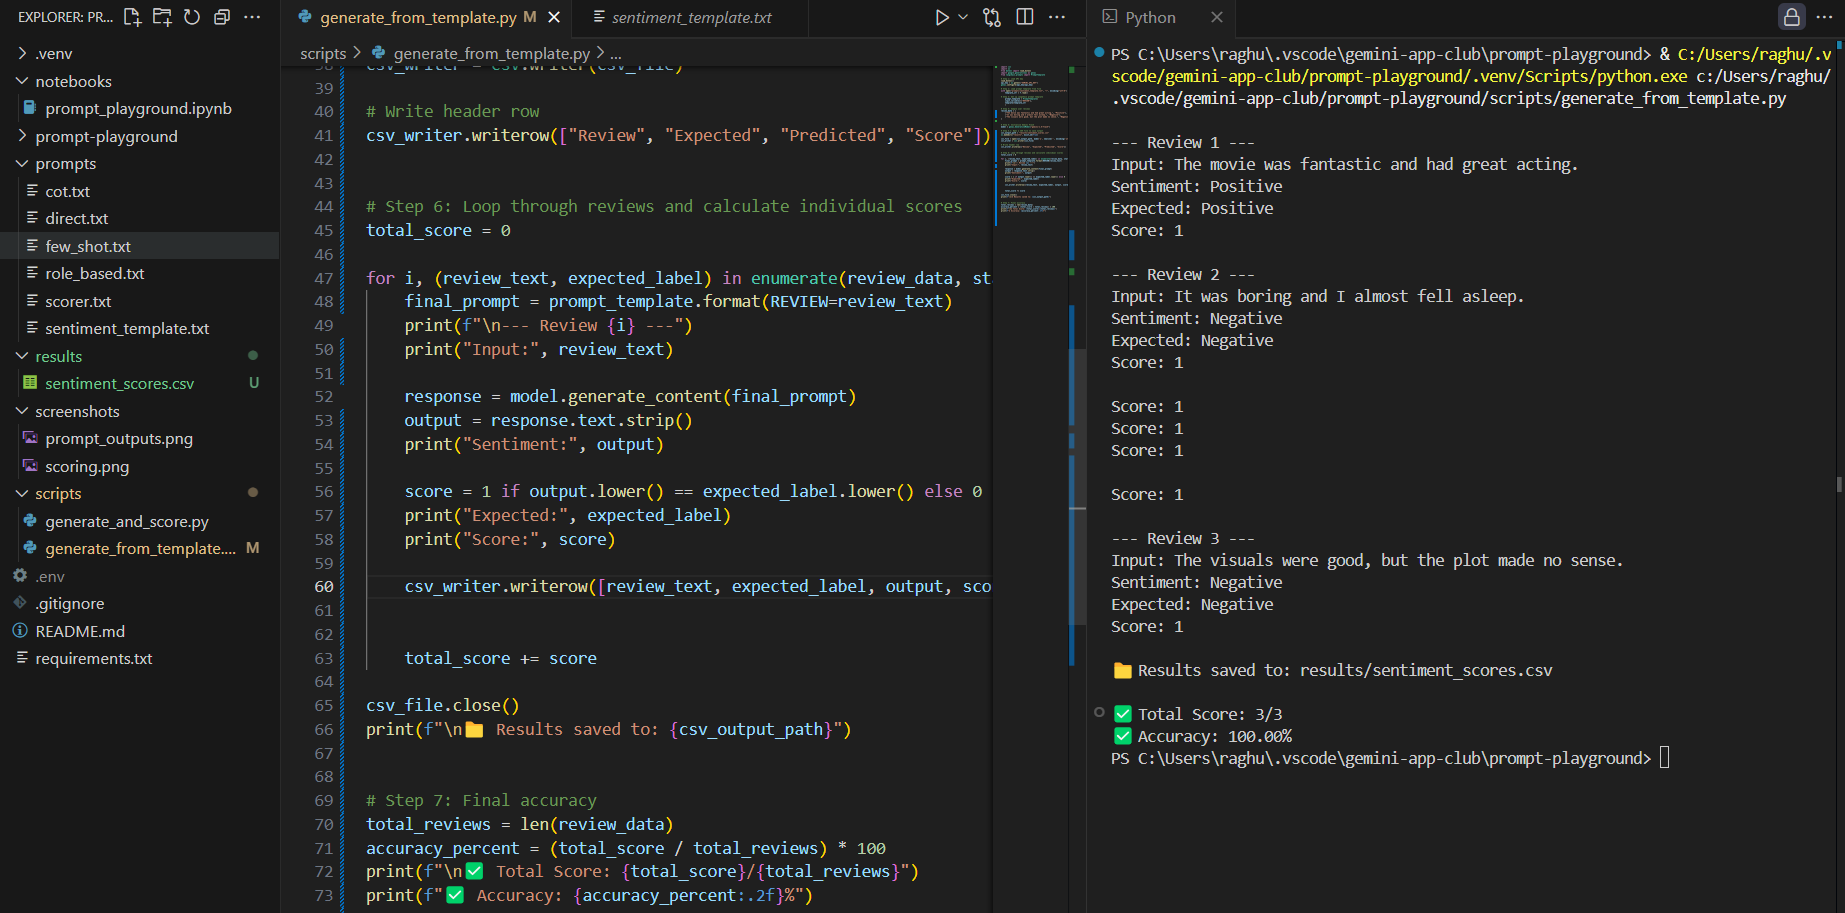 EXPLORER: PR...
.venv
notebooks
prompt_playground.ipynb
prompt-playground
prompts
cot.txt
direct.txt
few_shot.txt
role_based.txt
scorer.txt
sentiment_template.txt
results
sentiment_scores.csv U
screenshots
prompt_outputs.png
scoring.png
scripts
generate_and_score.py
generate_from_template.... M
.env
.gitignore
README.md
requirements.txt
generate_from_template.py M
sentiment_template.txt
scripts > generate_from_template.py > ...
38 csv_writer = csv.writer(csv_file)
39
40 # Write header row
41 csv_writer.writerow(["Review", "Expected", "Predicted", "Score"])
42
43
44 # Step 6: Loop through reviews and calculate individual scores
45 total_score = 0
46
47 for i, (review_text, expected_label) in enumerate(review_data, st
48     final_prompt = prompt_template.format(REVIEW=review_text)
49     print(f"\n--- Review {i} ---")
50     print("Input:", review_text)
51
52     response = model.generate_content(final_prompt)
53     output = response.text.strip()
54     print("Sentiment:", output)
55
56     score = 1 if output.lower() == expected_label.lower() else 0
57     print("Expected:", expected_label)
58     print("Score:", score)
59
60     csv_writer.writerow([review_text, expected_label, output, sco
61
62
63     total_score += score
64
65 csv_file.close()
66 print(f"\n📁 Results saved to: {csv_output_path}")
67
68
69 # Step 7: Final accuracy
70 total_reviews = len(review_data)
71 accuracy_percent = (total_score / total_reviews) * 100
72 print(f"\n✅ Total Score: {total_score}/{total_reviews}")
73 print(f"✅ Accuracy: {accuracy_percent:.2f}%")
Python
PS C:\Users\raghu\.vscode\gemini-app-club\prompt-playground> & C:/Users/raghu/.v
scode/gemini-app-club/prompt-playground/.venv/Scripts/python.exe c:/Users/raghu/
.vscode/gemini-app-club/prompt-playground/scripts/generate_from_template.py
--- Review 1 ---
Input: The movie was fantastic and had great acting.
Sentiment: Positive
Expected: Positive
Score: 1
--- Review 2 ---
Input: It was boring and I almost fell asleep.
Sentiment: Negative
Expected: Negative
Score: 1
Score: 1
Score: 1
Score: 1
Score: 1
--- Review 3 ---
Input: The visuals were good, but the plot made no sense.
Sentiment: Negative
Expected: Negative
Score: 1
📁 Results saved to: results/sentiment_scores.csv
✅ Total Score: 3/3
✅ Accuracy: 100.00%
PS C:\Users\raghu\.vscode\gemini-app-club\prompt-playground>